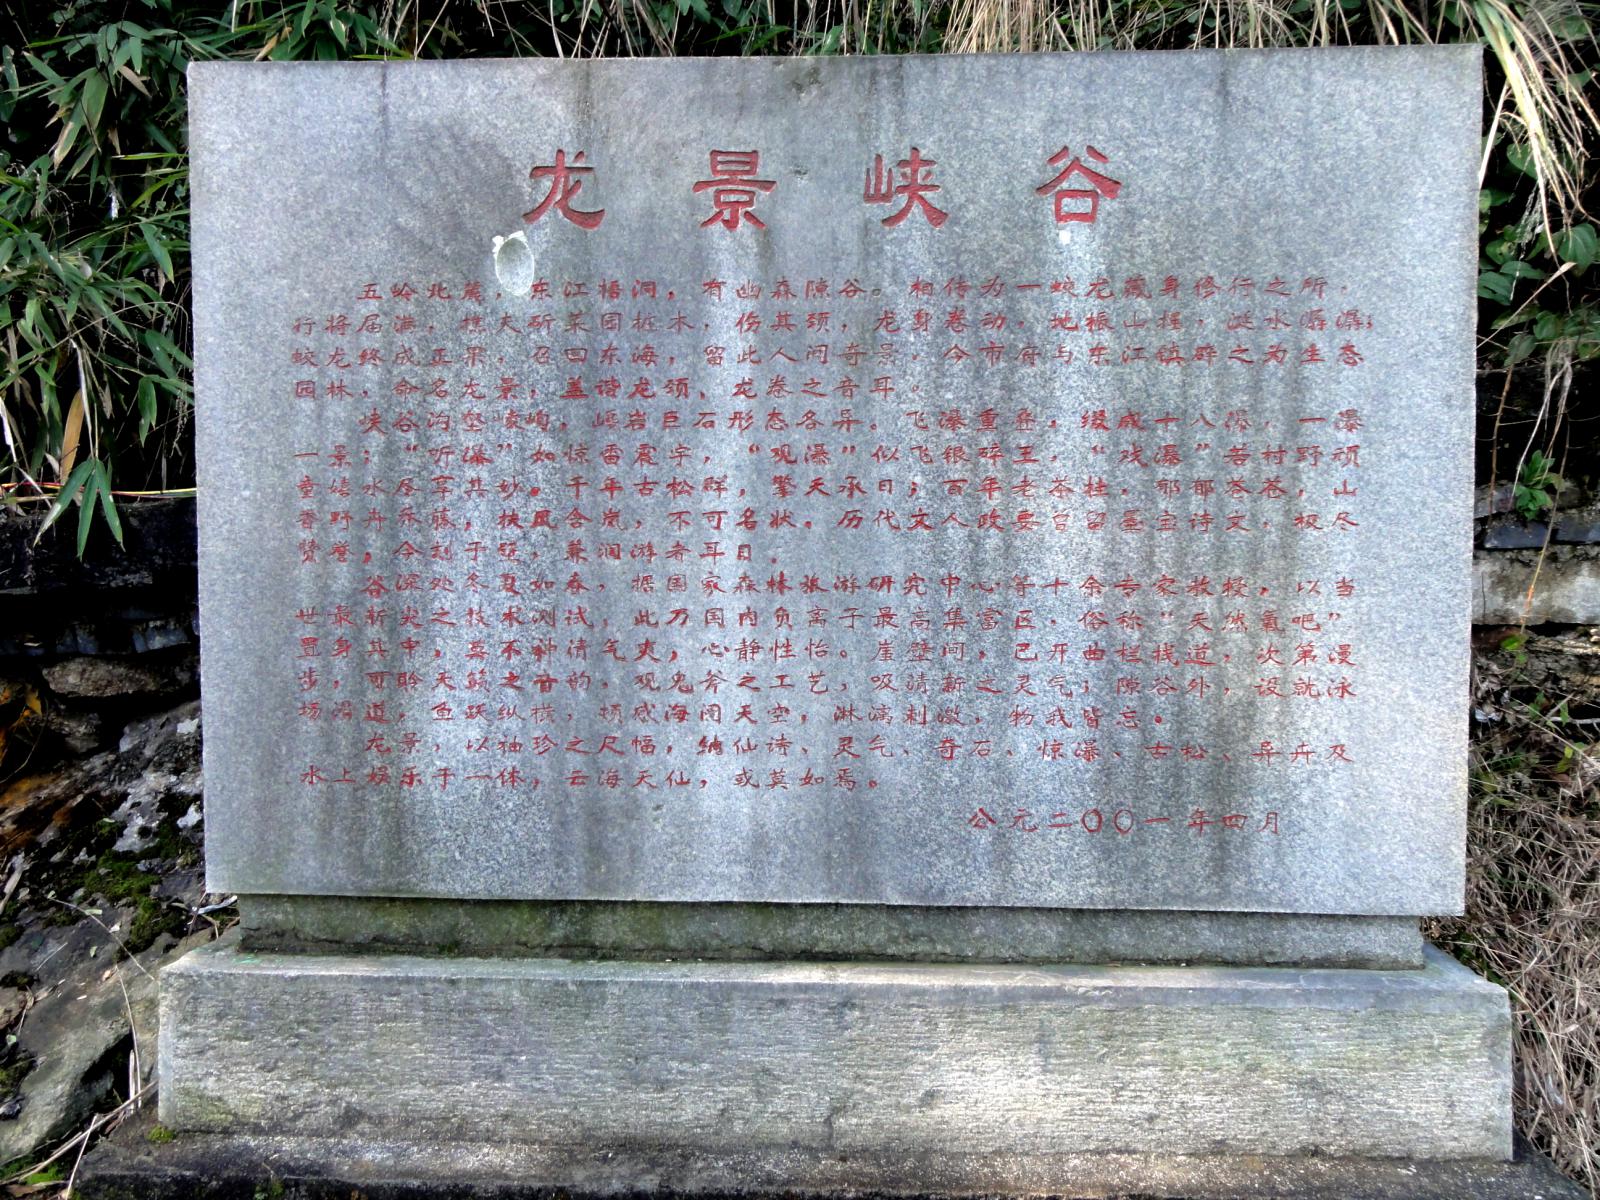 龙景峡谷
五岭北麓，东江梧洞，有幽森隙谷。相传为一蛟龙藏身修行之所，
行将届满，樵夫斫菜园桩木，伤其颈，龙身卷动，地振山摇，涎水潺潺；
蛟龙终成正果，召回东海，留此人间奇景。今市府与东江镇辟之为生态
园林，命名龙景，盖谐龙颈、龙卷之音耳。
峡谷沟壑崚峋，嶂岩巨石形态各异。飞瀑重叠，缀成十八瀑，一瀑
一景；“听瀑”如惊雷震宇，“观瀑”似飞银碎玉，“戏瀑”若村野顽
童嬉水尽享其妙。千年古松群，擎天承日；百年老茶桂，郁郁苍苍，山
香野卉乔藤，扶风含岚，不可名状。历代文人政要皆留墨宝诗文，极尽
赞誉，今刻于壁，兼润游者耳目。
谷深处冬夏如春，据国家森林旅游研究中心等十余专家教授，以当
世最新尖之技术测试，此乃国内负离子最高集富区，俗称“天然氧吧”
置身其中，莫不神清气爽，心静性怡。崖壁间，已开曲栏栈道，次第漫
步，可聆天籁之音韵，观鬼斧之工艺，吸清新之灵气；隙谷外，设就泳
场滑道，鱼跃纵横，顿感海阔天空，淋漓刺激，物我皆忘。
龙景，以袖珍之尺幅，纳仙诗、灵气、奇石、惊瀑、古松、异卉及
水上娱乐于一体，云海天仙，或莫如焉。
公元二〇〇一年四月